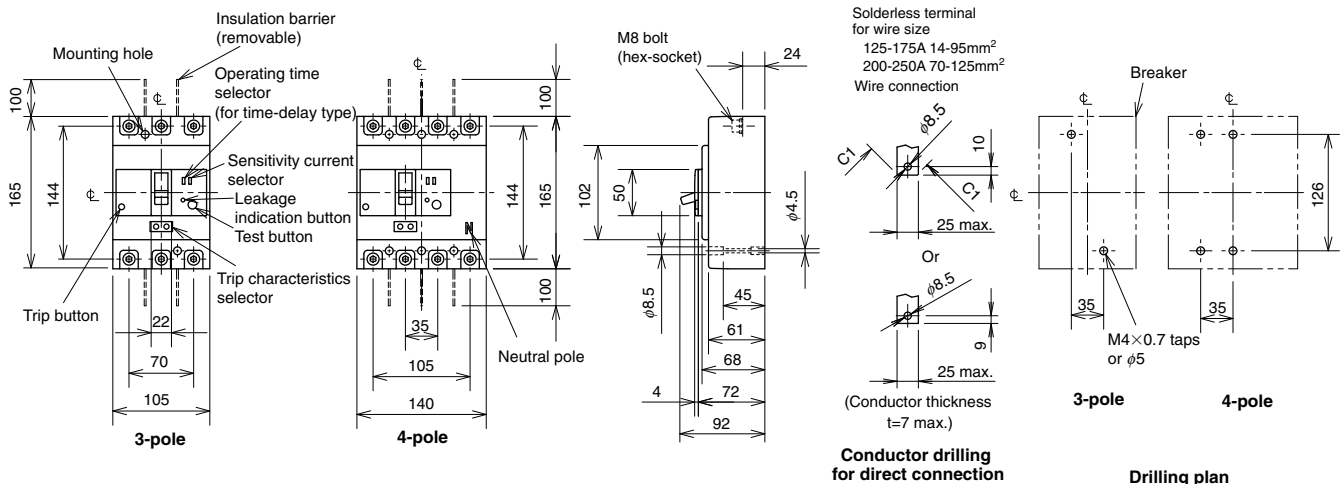 Insulation barrier
(removable)
Mounting hole
Operating time
selector
(for time-delay type)
℄
100
165
144
℄
Sensitivity current
selector
Leakage
indication button
Test button
Trip characteristics
selector
Trip button
22
70
105
3-pole
℄
100
144
165
100
N
35
Neutral pole
105
140
4-pole
M8 bolt
(hex-socket)
24
102
50
φ4.5
φ8.5
45
61
68
4
72
92
Solderless terminal
for wire size
125-175A 14-95mm²
200-250A 70-125mm²
Wire connection
φ8.5
C1
10
C1
25 max.
Or
φ8.5
9
25 max.
(Conductor thickness
t=7 max.)
Conductor drilling
for direct connection
Breaker
℄
℄
℄
126
35
35
M4×0.7 taps
or φ5
3-pole
4-pole
Drilling plan